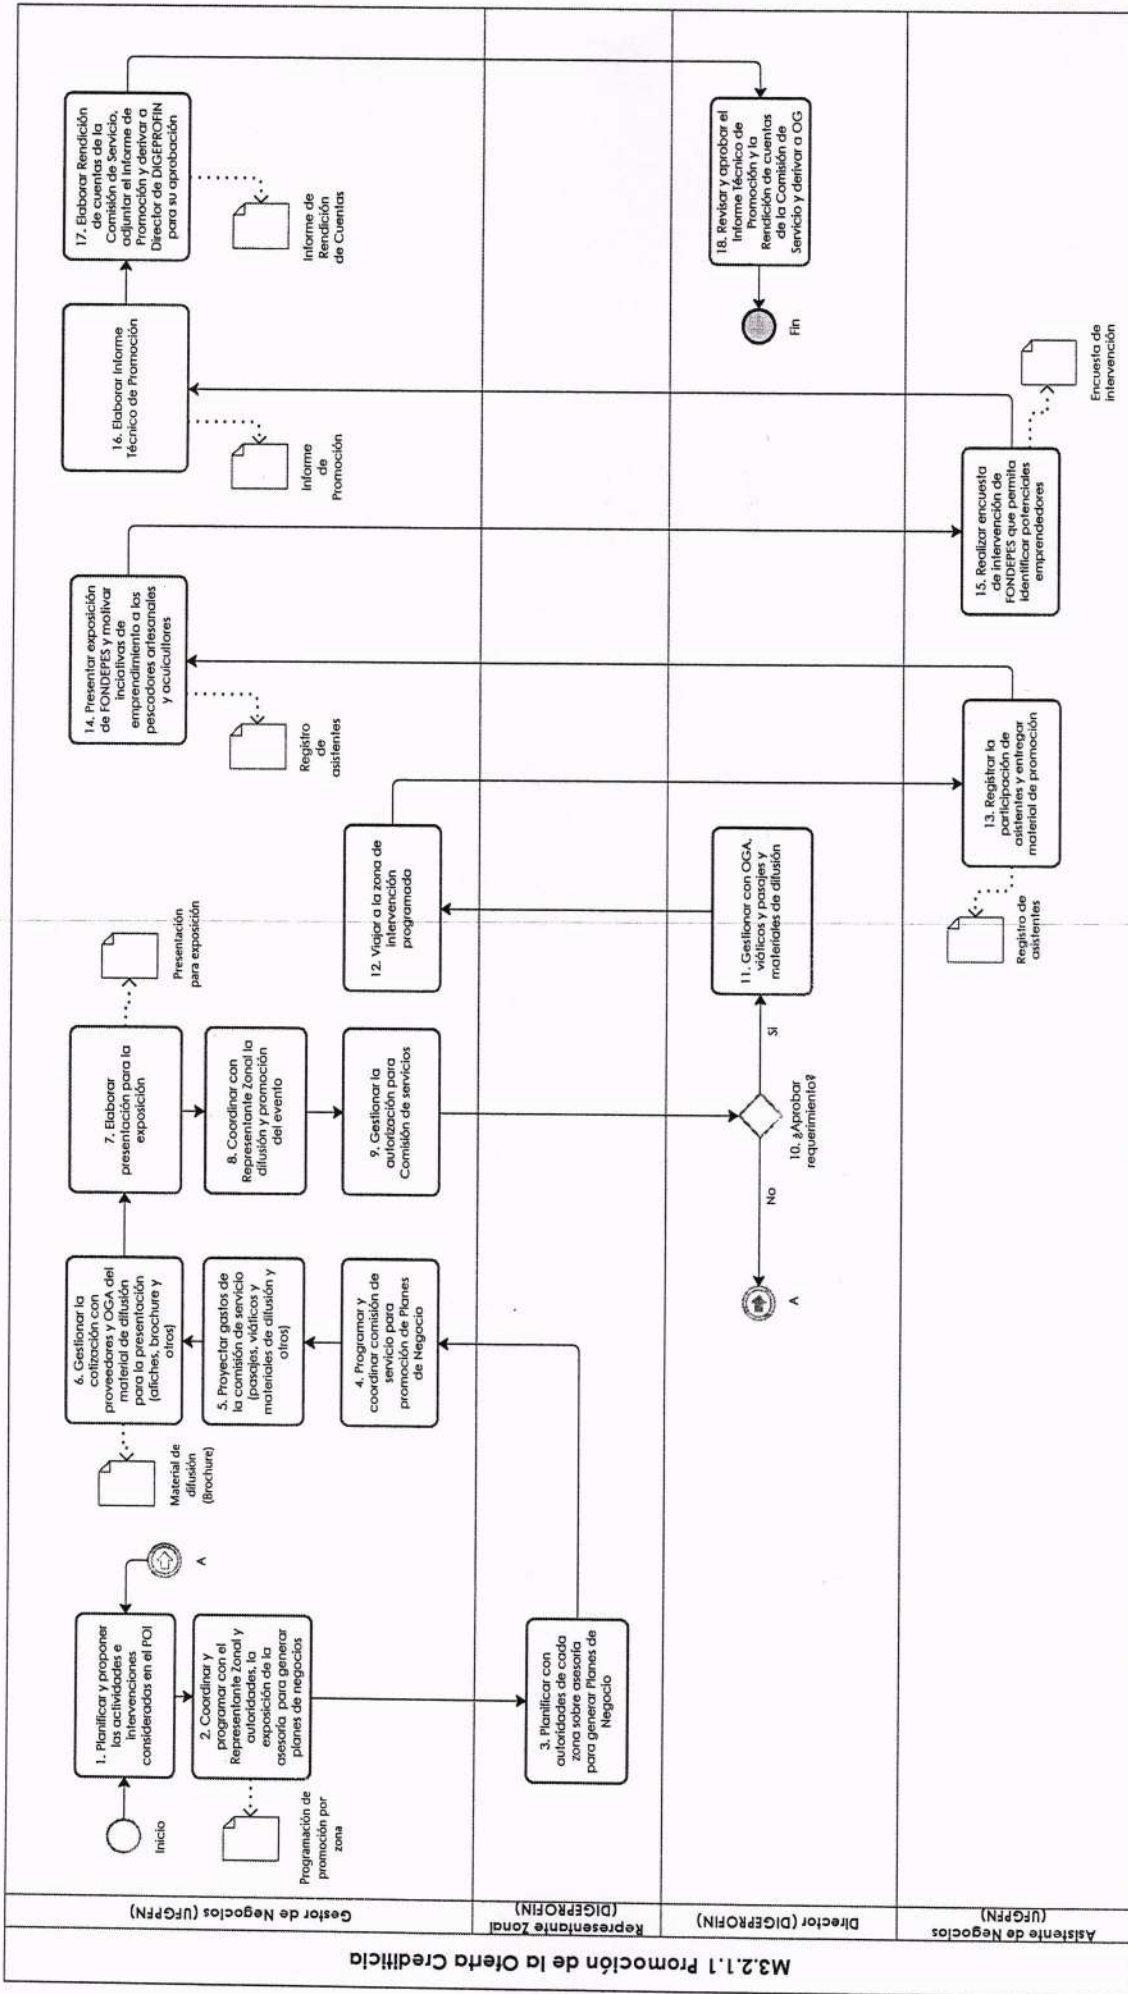 M3.2.1.1 Promoción de la Oferta Crediticia
Gestor de Negocios (UFGPFN)
Representante Zonal
(DIGEPROFIN)
Director (DIGEPROFIN)
Asistente de Negocios
(UFGPFN)
Inicio
1. Planificar y proponer
las actividades e
intervenciones
consideradas en el POI
A
2. Coordinar y
programar con el
Representante Zonal y
autoridades, la
exposición de la
asesoría para generar
planes de negocios
Programación de
promoción por
zona
3. Planificar con
autoridades de cada
zona sobre asesoría
para generar Planes de
Negocio
4. Programar y
coordinar comisión de
servicio para
promoción de Planes
de Negocio
5. Proyectar gastos de
la comisión de servicio
(pasajes, viáticos y
materiales de difusión y
otros)
6. Gestionar la
cotización con
proveedores y OGA del
material de difusión
para la presentación
(afiches, brochure y
otros)
Material de
difusión
(Brochure)
7. Elaborar
presentación para la
exposición
Presentación
para exposición
8. Coordinar con
Representante Zonal la
difusión y promoción
del evento
9. Gestionar la
autorización para
Comisión de servicios
10. ¿Aprobar
requerimiento?
No
A
Sí
11. Gestionar con OGA,
viáticos y pasajes y
materiales de difusión
12. Viajar a la zona de
intervención
programada
13. Registrar la
participación de
asistentes y entregar
material de promoción
Registro de
asistentes
14. Presentar exposición
de FONDEPES y motivar
inciativas de
emprendimiento a los
pescadores artesanales
y acuicultores
Registro
de
asistentes
15. Realizar encuesta
de intervención de
FONDEPES que permita
identificar potenciales
emprendedores
Encuesta de
intervención
16. Elaborar Informe
Técnico de Promoción
Informe
de
Promoción
17. Elaborar Rendición
de cuentas de la
Comisión de Servicio,
adjuntar el Informe de
Promoción y derivar a
Director de DIGEPROFIN
para su aprobación
Informe de
Rendición
de Cuentas
18. Revisar y aprobar el
Informe Técnico de
Promoción y la
Rendición de cuentas
de la Comisión de
Servicio y derivar a OG
Fin